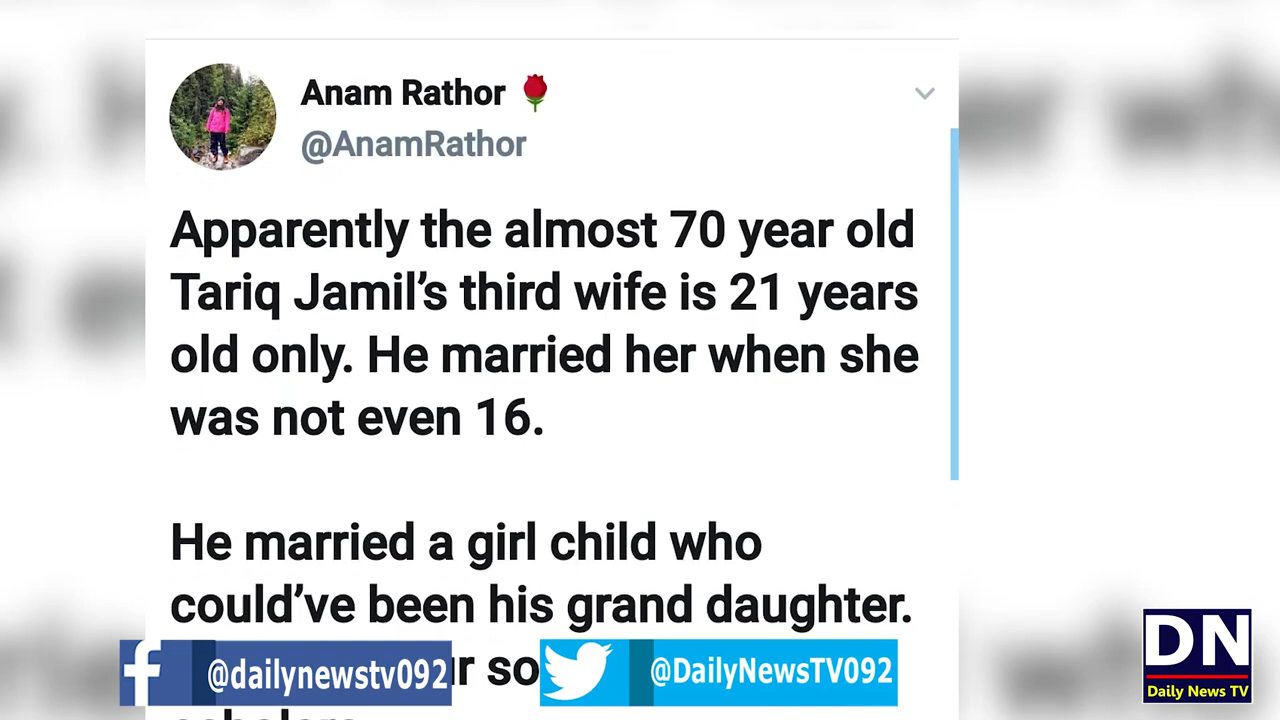 Anam Rathor 🌹
@AnamRathor
Apparently the almost 70 year old
Tariq Jamil’s third wife is 21 years
old only. He married her when she
was not even 16.
He married a girl child who
could’ve been his grand daughter.
f @dailynewstv092
@DailyNewsTV092
DN
Daily News TV